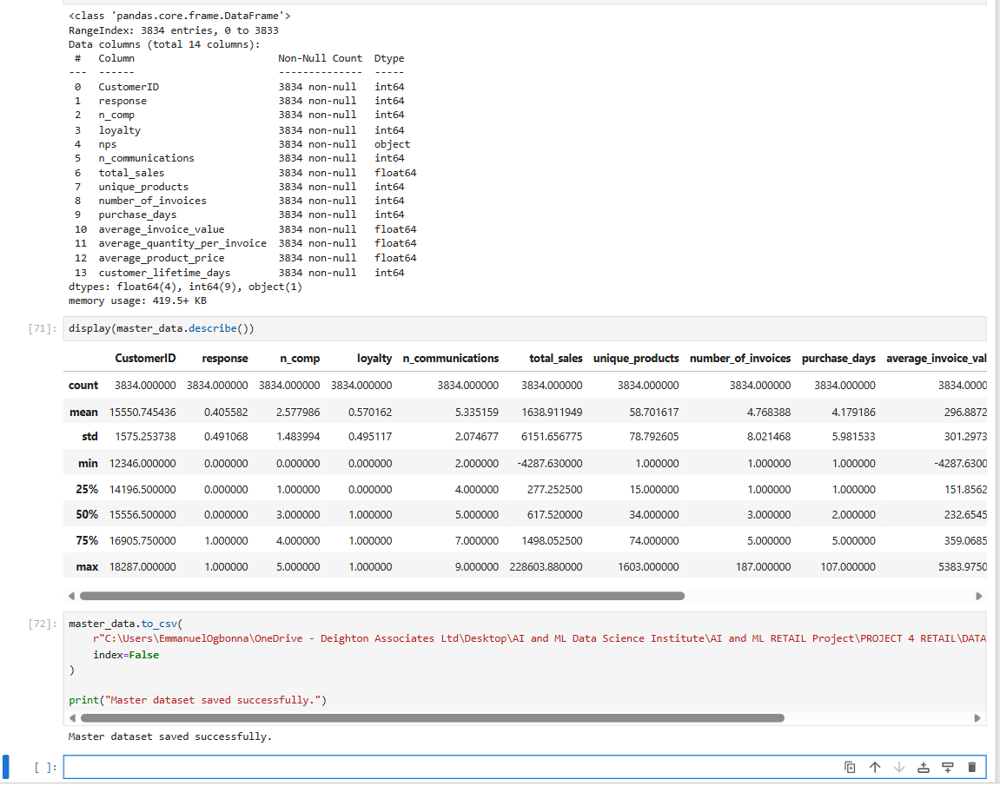 <class 'pandas.core.frame.DataFrame'>
RangeIndex: 3834 entries, 0 to 3833
Data columns (total 14 columns):
 #   Column                        Non-Null Count  Dtype
---  ------                        --------------  -----
 0   CustomerID                    3834 non-null   int64
 1   response                      3834 non-null   int64
 2   n_comp                        3834 non-null   int64
 3   loyalty                       3834 non-null   int64
 4   nps                           3834 non-null   object
 5   n_communications              3834 non-null   int64
 6   total_sales                   3834 non-null   float64
 7   unique_products               3834 non-null   int64
 8   number_of_invoices            3834 non-null   int64
 9   purchase_days                 3834 non-null   int64
 10  average_invoice_value         3834 non-null   float64
 11  average_quantity_per_invoice  3834 non-null   float64
 12  average_product_price         3834 non-null   float64
 13  customer_lifetime_days        3834 non-null   int64
dtypes: float64(4), int64(9), object(1)
memory usage: 419.5+ KB
[71]: display(master_data.describe())
CustomerID response n_comp loyalty n_communications total_sales unique_products number_of_invoices purchase_days average_invoice_val
count 3834.000000 3834.000000 3834.000000 3834.000000 3834.000000 3834.000000 3834.000000 3834.000000 3834.000000 3834.0000
mean 15550.745436 0.405582 2.577986 0.570162 5.335159 1638.911949 58.701617 4.768388 4.179186 296.8872
std 1575.253738 0.491068 1.483994 0.495117 2.074677 6151.656775 78.792605 8.021468 5.981533 301.2973
min 12346.000000 0.000000 0.000000 0.000000 2.000000 -4287.630000 1.000000 1.000000 1.000000 -4287.6300
25% 14196.500000 0.000000 1.000000 0.000000 4.000000 277.252500 15.000000 1.000000 1.000000 151.8562
50% 15556.500000 0.000000 3.000000 1.000000 5.000000 617.520000 34.000000 3.000000 2.000000 232.6545
75% 16905.750000 1.000000 4.000000 1.000000 7.000000 1498.052500 74.000000 5.000000 5.000000 359.0685
max 18287.000000 1.000000 5.000000 1.000000 9.000000 228603.880000 1603.000000 187.000000 107.000000 5383.9750
[72]: master_data.to_csv(
    r"C:\Users\EmmanuelOgbonna\OneDrive - Deighton Associates Ltd\Desktop\AI and ML Data Science Institute\AI and ML RETAIL Project\PROJECT 4 RETAIL\DATA
    index=False
)
print("Master dataset saved successfully.")
Master dataset saved successfully.
[ ]: